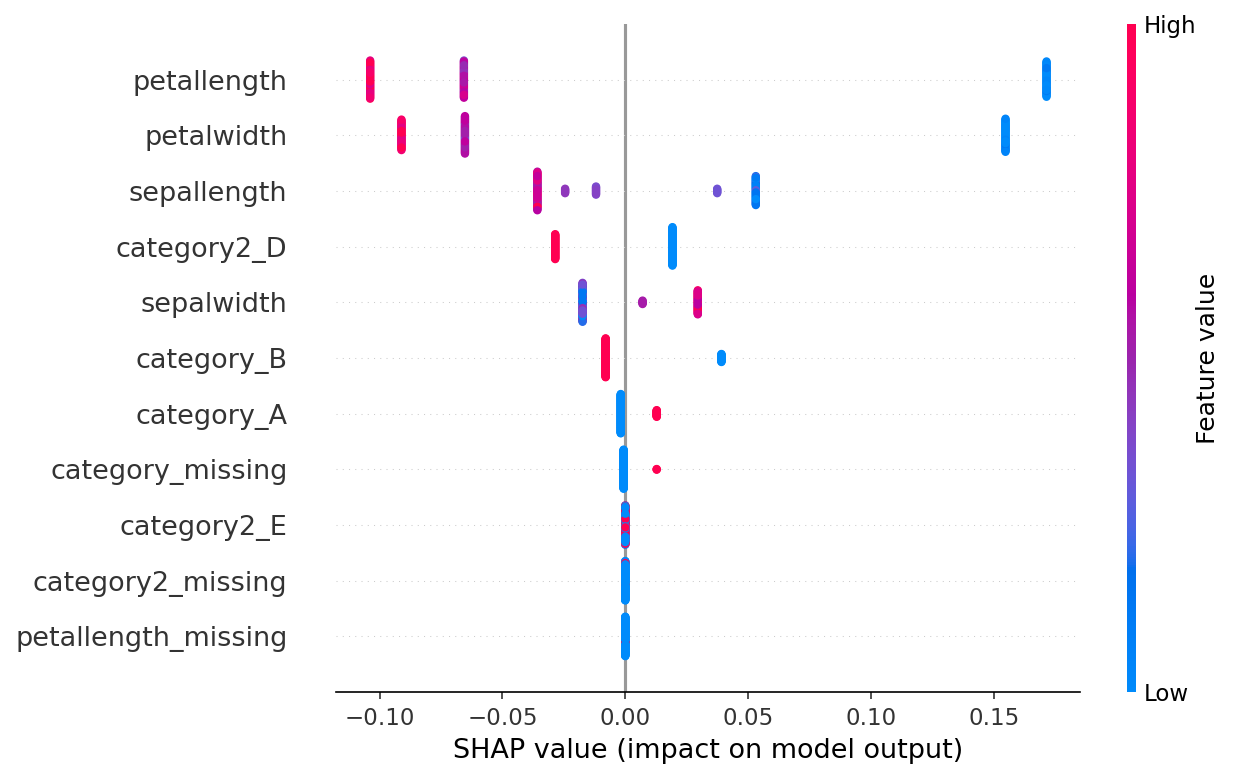 High
petallength
petalwidth
sepallength
category2_D
sepalwidth
category_B
category_A
category_missing
category2_E
category2_missing
petallength_missing
Feature value
Low
−0.10 −0.05 0.00 0.05 0.10 0.15
SHAP value (impact on model output)